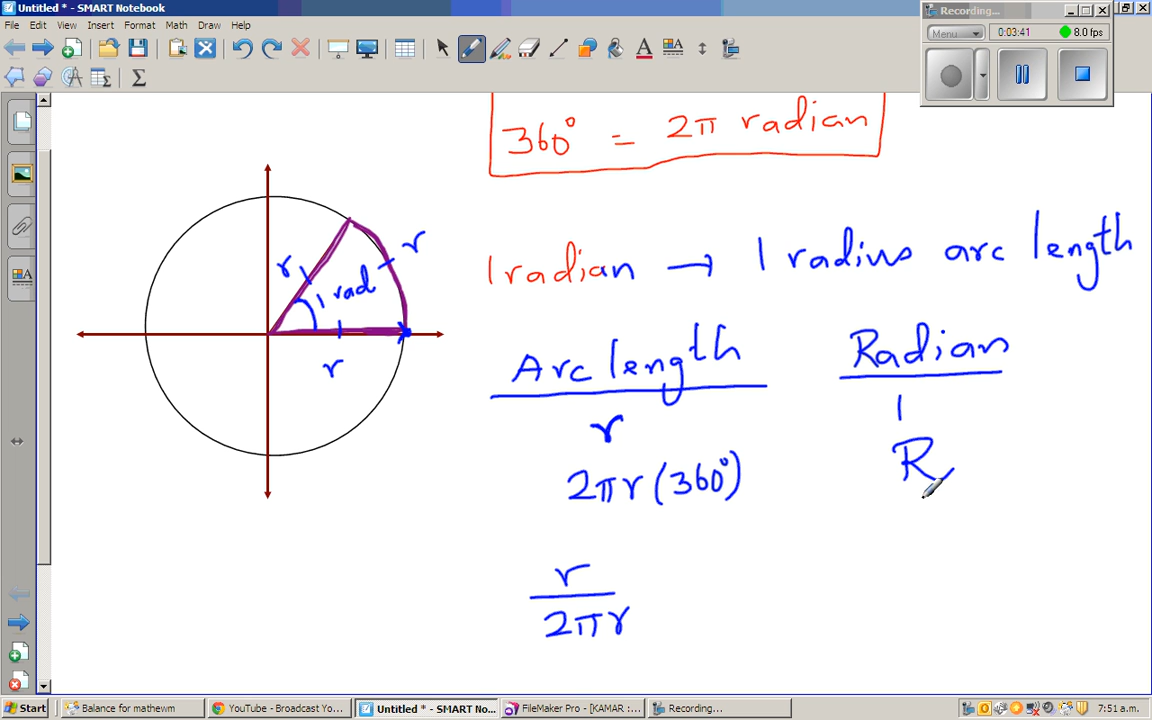 Untitled * - SMART Notebook
File Edit View Insert Format Math Draw Help
Recording...
Menu 0:03:41 8.0 fps
360° = 2π radian
1 radian → 1 radius arc length
r r
1 rad
r
Arc length Radian
r 1
2πr (360°) R
r
2πr
Start Balance for mathewm YouTube - Broadcast Yo... Untitled * - SMART No... FileMaker Pro - [KAMAR :... Recording... 7:51 a.m.